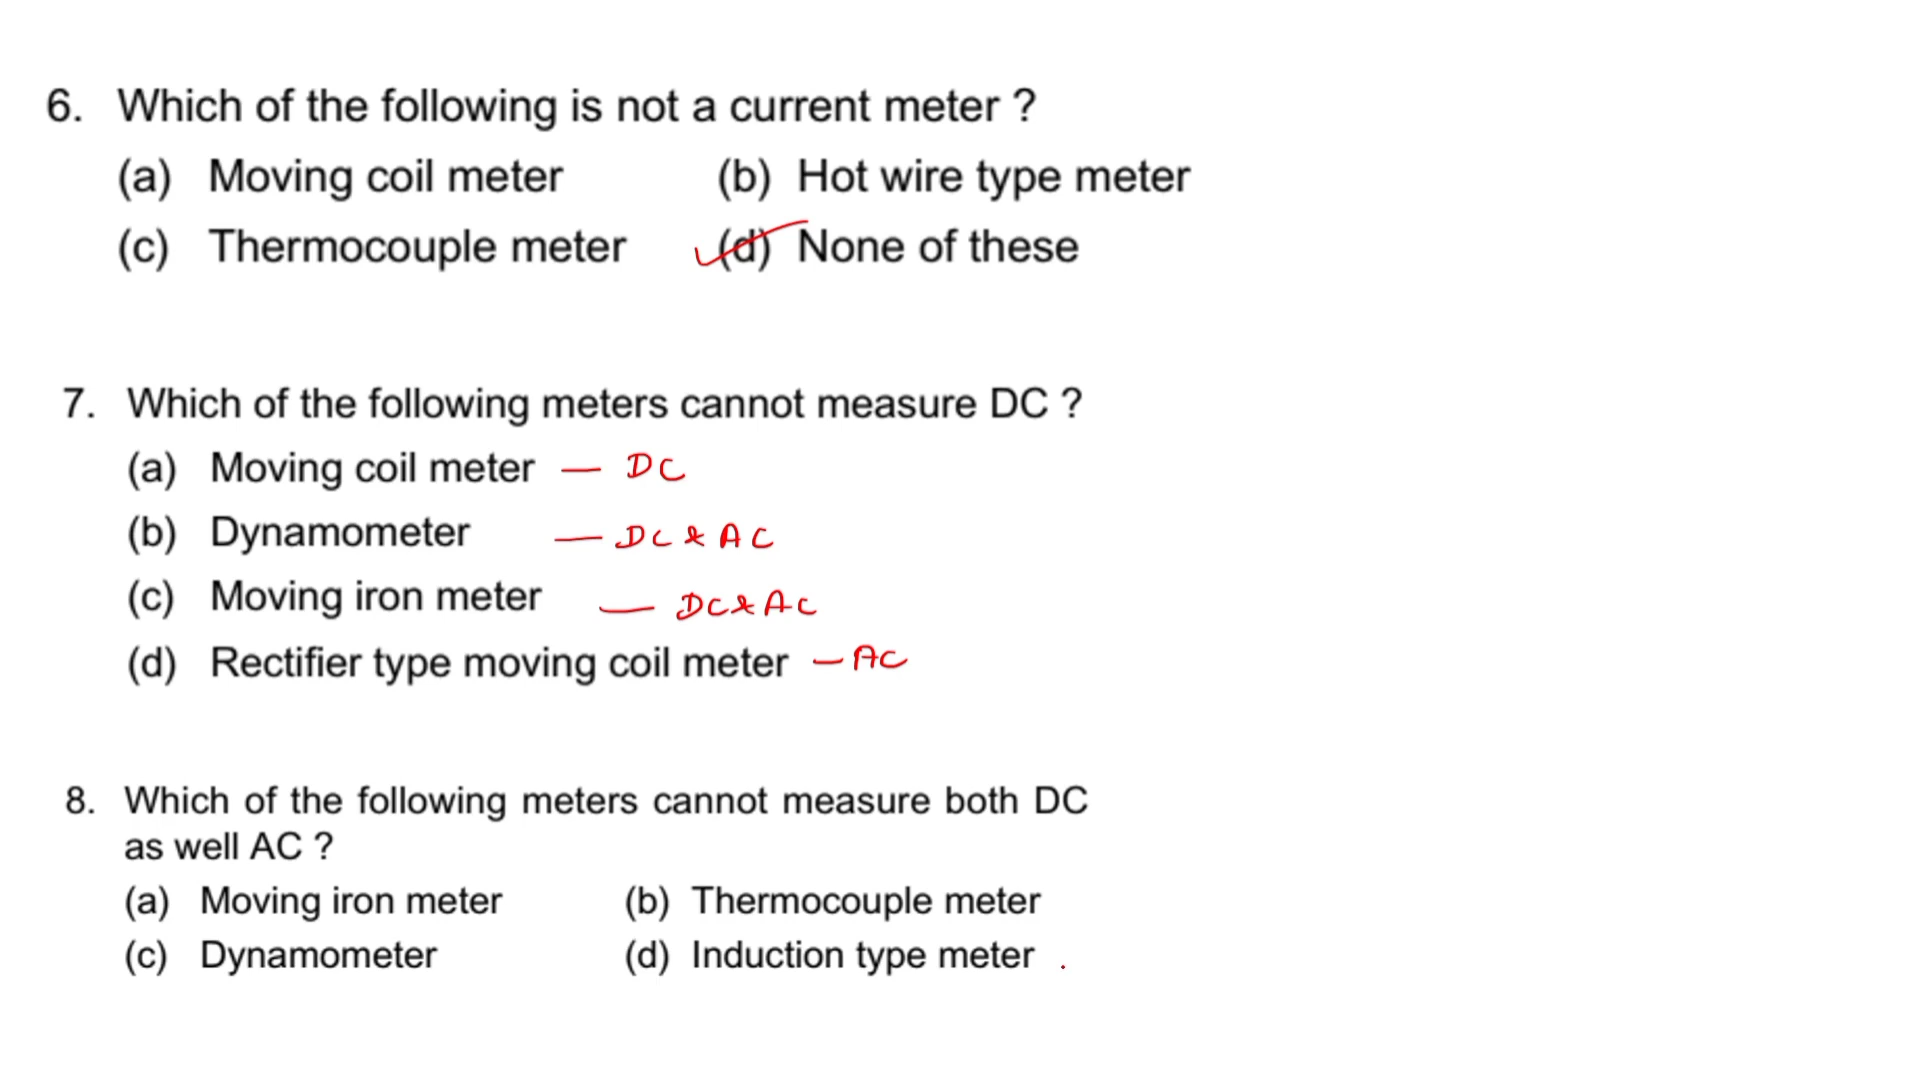 6. Which of the following is not a current meter ?
(a) Moving coil meter (b) Hot wire type meter
(c) Thermocouple meter (d) None of these
7. Which of the following meters cannot measure DC ?
(a) Moving coil meter — DC
(b) Dynamometer — DC & AC
(c) Moving iron meter — DC & AC
(d) Rectifier type moving coil meter — AC
8. Which of the following meters cannot measure both DC
as well AC ?
(a) Moving iron meter (b) Thermocouple meter
(c) Dynamometer (d) Induction type meter .